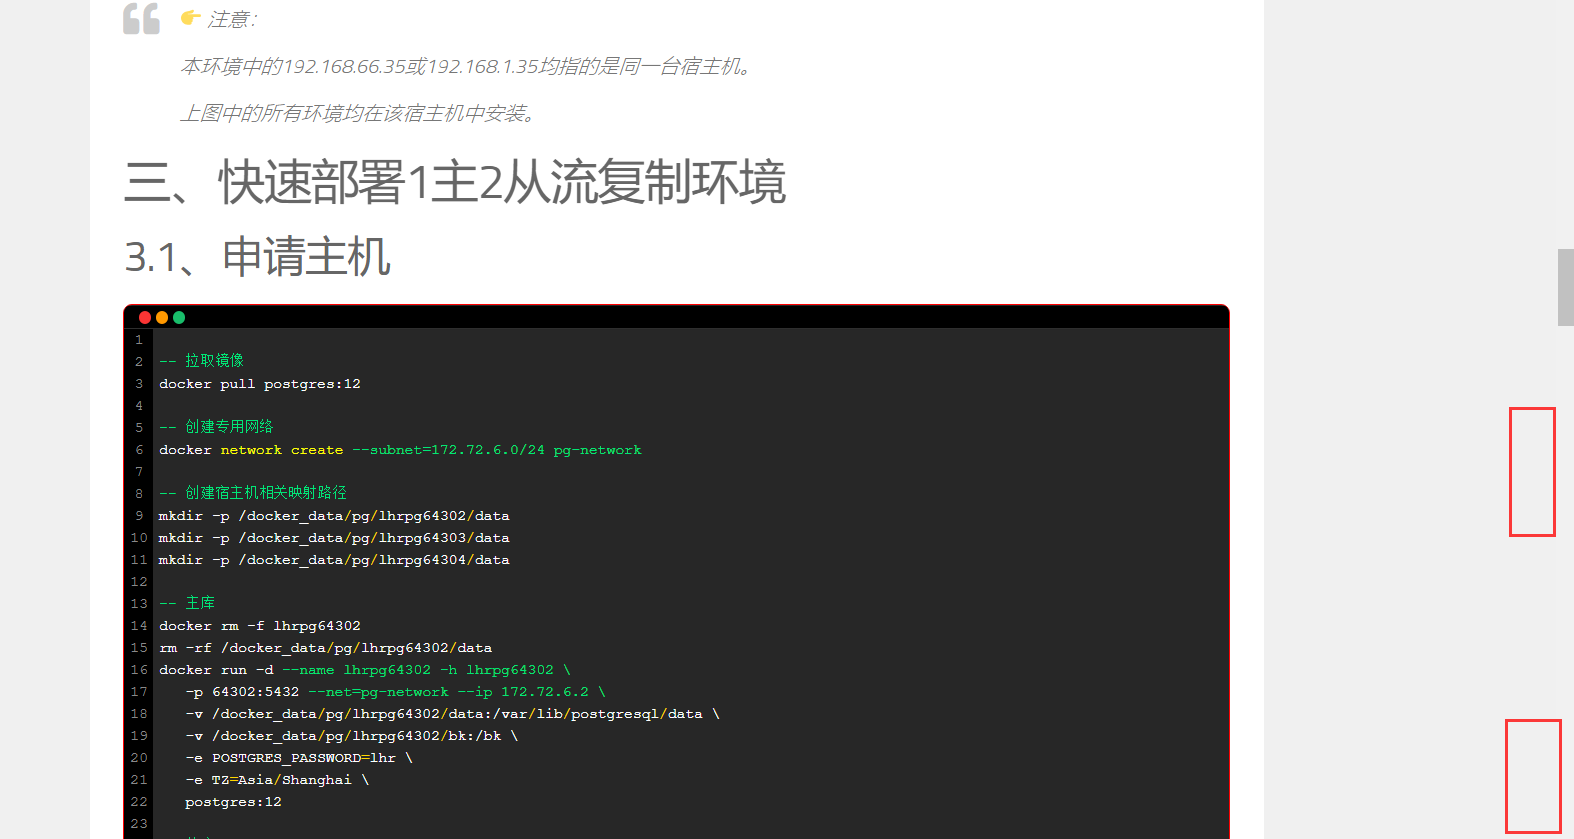 👉 注意：
本环境中的192.168.66.35或192.168.1.35均指的是同一台宿主机。
上图中的所有环境均在该宿主机中安装。
三、快速部署1主2从流复制环境
3.1、申请主机
1
2 -- 拉取镜像
3 docker pull postgres:12
4
5 -- 创建专用网络
6 docker network create --subnet=172.72.6.0/24 pg-network
7
8 -- 创建宿主机相关映射路径
9 mkdir -p /docker_data/pg/lhrpg64302/data
10 mkdir -p /docker_data/pg/lhrpg64303/data
11 mkdir -p /docker_data/pg/lhrpg64304/data
12
13 -- 主库
14 docker rm -f lhrpg64302
15 rm -rf /docker_data/pg/lhrpg64302/data
16 docker run -d --name lhrpg64302 -h lhrpg64302 \
17    -p 64302:5432 --net=pg-network --ip 172.72.6.2 \
18    -v /docker_data/pg/lhrpg64302/data:/var/lib/postgresql/data \
19    -v /docker_data/pg/lhrpg64302/bk:/bk \
20    -e POSTGRES_PASSWORD=lhr \
21    -e TZ=Asia/Shanghai \
22    postgres:12
23